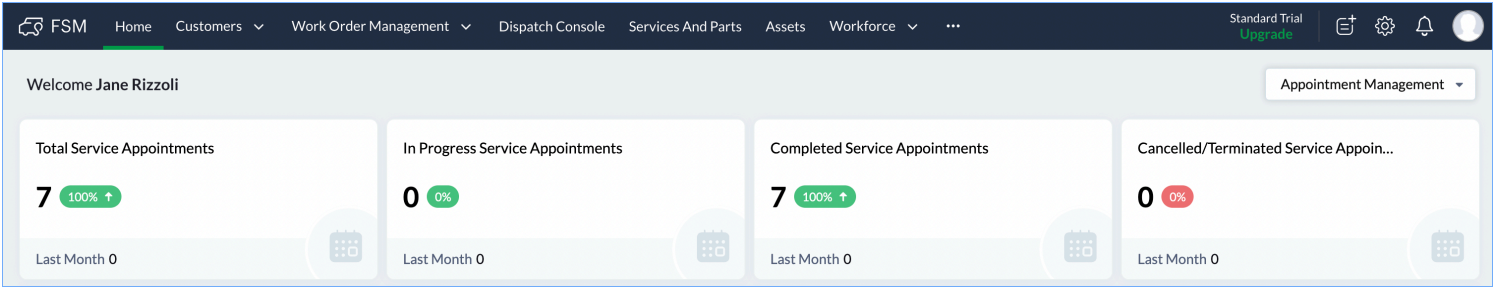 FSM Home Customers Work Order Management Dispatch Console Services And Parts Assets Workforce ••• Standard Trial
Upgrade
Welcome Jane Rizzoli Appointment Management
Total Service Appointments In Progress Service Appointments Completed Service Appointments Cancelled/Terminated Service Appoin...
7 100% ↑ 0 0% 7 100% ↑ 0 0%
Last Month 0 Last Month 0 Last Month 0 Last Month 0